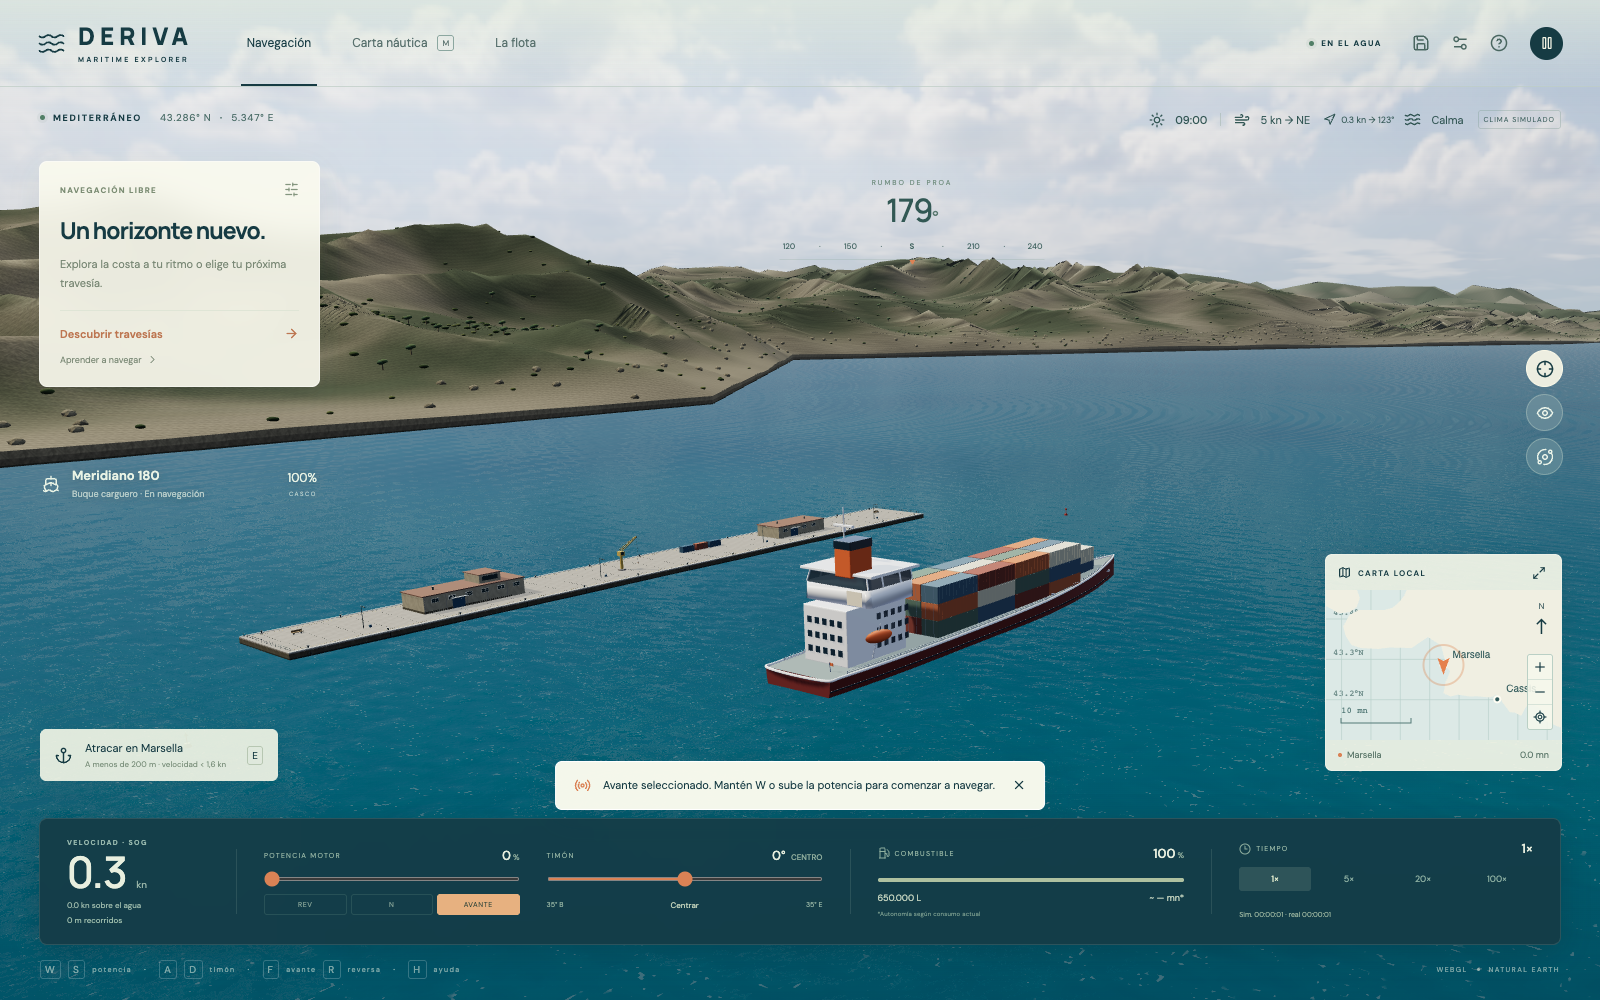 DERIVA
MARITIME EXPLORER
Navegación
Carta náutica M
La flota
EN EL AGUA
MEDITERRÁNEO 43.286° N · 5.347° E
09:00 5 kn → NE 0.3 kn → 123° Calma CLIMA SIMULADO
NAVEGACIÓN LIBRE
Un horizonte nuevo.
Explora la costa a tu ritmo o elige tu próxima
travesía.
Descubrir travesías
Aprender a navegar
RUMBO DE PROA
179°
120 · 150 · S · 210 · 240
Meridiano 180
Buque carguero · En navegación
100%
CASCO
CARTA LOCAL
N
43.3°N
Marsella
43.2°N
Cass
10 mn
+
−
Marsella 0.0 mn
Atracar en Marsella
A menos de 200 m · velocidad < 1,6 kn
E
Avante seleccionado. Mantén W o sube la potencia para comenzar a navegar.
VELOCIDAD · SOG
0.3 kn
0.0 kn sobre el agua
0 m recorridos
POTENCIA MOTOR 0 %
REV N AVANTE
TIMÓN 0° CENTRO
35° B Centrar 35° E
COMBUSTIBLE 100 %
650.000 L ~ — mn*
*Autonomía según consumo actual
TIEMPO 1×
1× 5× 20× 100×
Sim. 00:00:01 · real 00:00:01
W S potencia · A D timón · F avante R reversa · H ayuda
WEBGL NATURAL EARTH